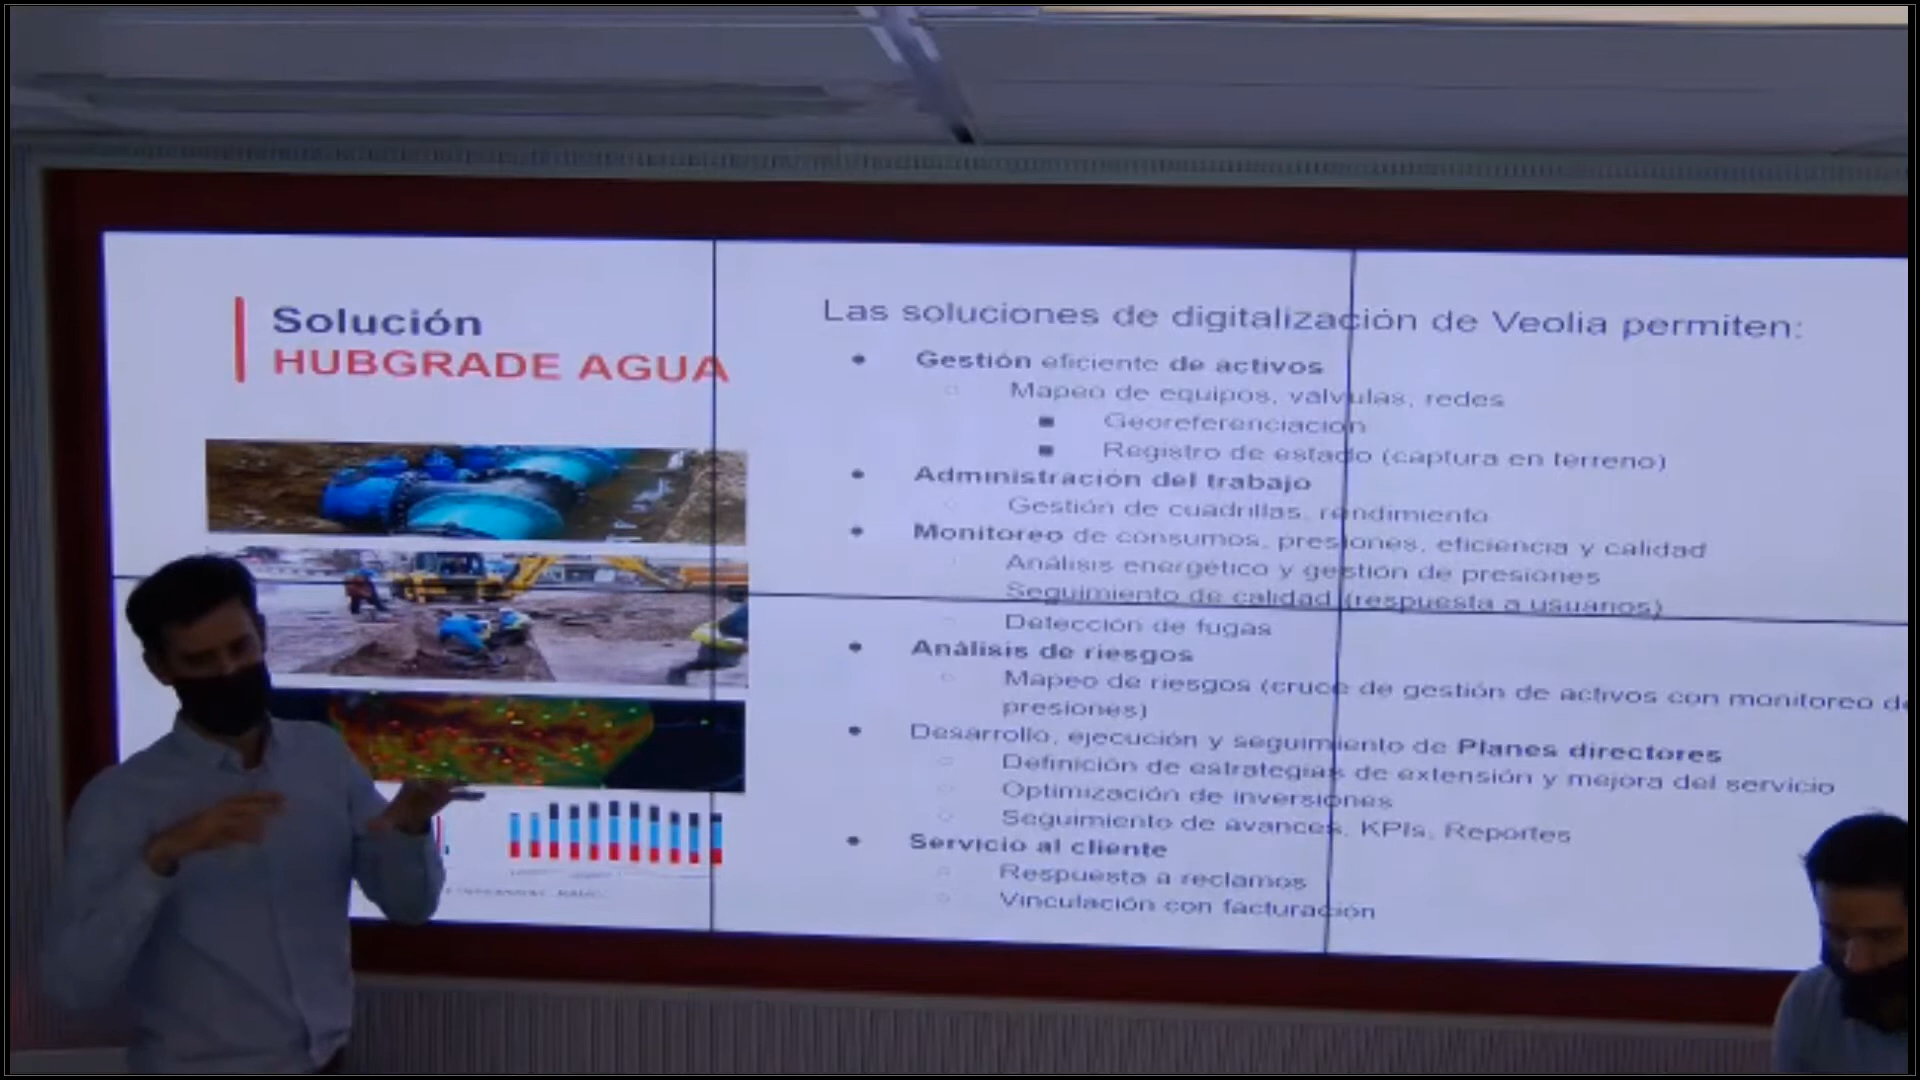 Solución
HUBGRADE AGUA
Las soluciones de digitalización de Veolia permiten:
Gestión eficiente de activos
Mapeo de equipos, válvulas, redes
Georeferenciación
Registro de estado (captura en terreno)
Administración del trabajo
Gestión de cuadrillas, rendimiento
Monitoreo de consumos, presiones, eficiencia y calidad
Análisis energético y gestión de presiones
Seguimiento de calidad (respuesta a usuarios)
Detección de fugas
Análisis de riesgos
Mapeo de riesgos (cruce de gestión de activos con monitoreo de
presiones)
Desarrollo, ejecución y seguimiento de Planes directores
Definición de estrategias de extensión y mejora del servicio
Optimización de inversiones
Seguimiento de avances, KPIs, Reportes
Servicio al cliente
Respuesta a reclamos
Vinculación con facturación